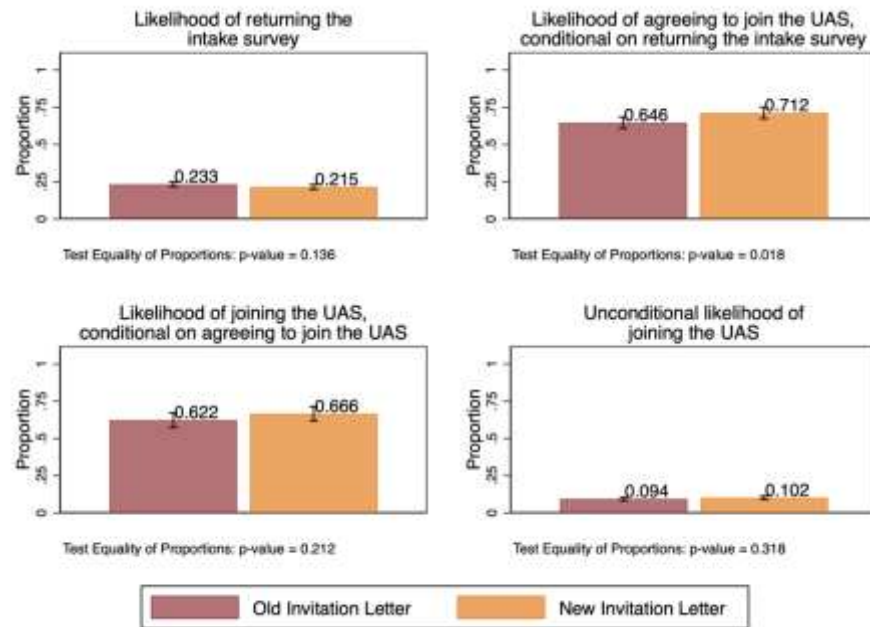 Likelihood of returning the
intake survey
Proportion
1
.75
.5
.25
0
0.233
0.215
Test Equality of Proportions: p-value = 0.136
Likelihood of agreeing to join the UAS,
conditional on returning the intake survey
Proportion
1
.75
.5
.25
0
0.646
0.712
Test Equality of Proportions: p-value = 0.018
Likelihood of joining the UAS,
conditional on agreeing to join the UAS
Proportion
1
.75
.5
.25
0
0.622
0.666
Test Equality of Proportions: p-value = 0.212
Unconditional likelihood of
joining the UAS
Proportion
1
.75
.5
.25
0
0.094
0.102
Test Equality of Proportions: p-value = 0.318
Old Invitation Letter
New Invitation Letter